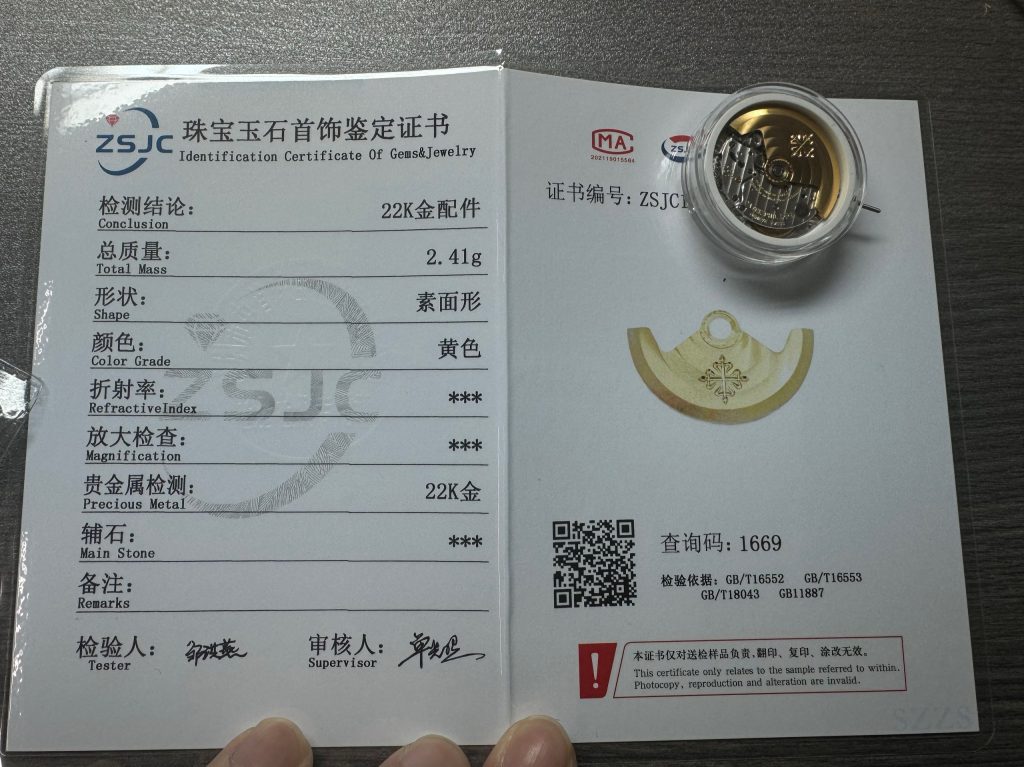 ZSJC
珠宝玉石首饰鉴定证书
Identification Certificate Of Gems&Jewelry
检测结论: 22K金配件
Conclusion
总质量: 2.41g
Total Mass
形状: 素面形
Shape
颜色: 黄色
Color Grade
折射率: ***
RefractiveIndex
放大检查: ***
Magnification
贵金属检测: 22K金
Precious Metal
辅石: ***
Main Stone
备注:
Remarks
检验人:
Tester
审核人:
Supervisor
ZSJC
MA
202119015564
证书编号: ZSJC
查询码: 1669
检验依据: GB/T16552 GB/T16553
GB/T18043 GB11887
!
本证书仅对送检样品负责,翻印、复印、涂改无效。
This certificate only relates to the sample referred to within.
Photocopy, reproduction and alteration are invalid.